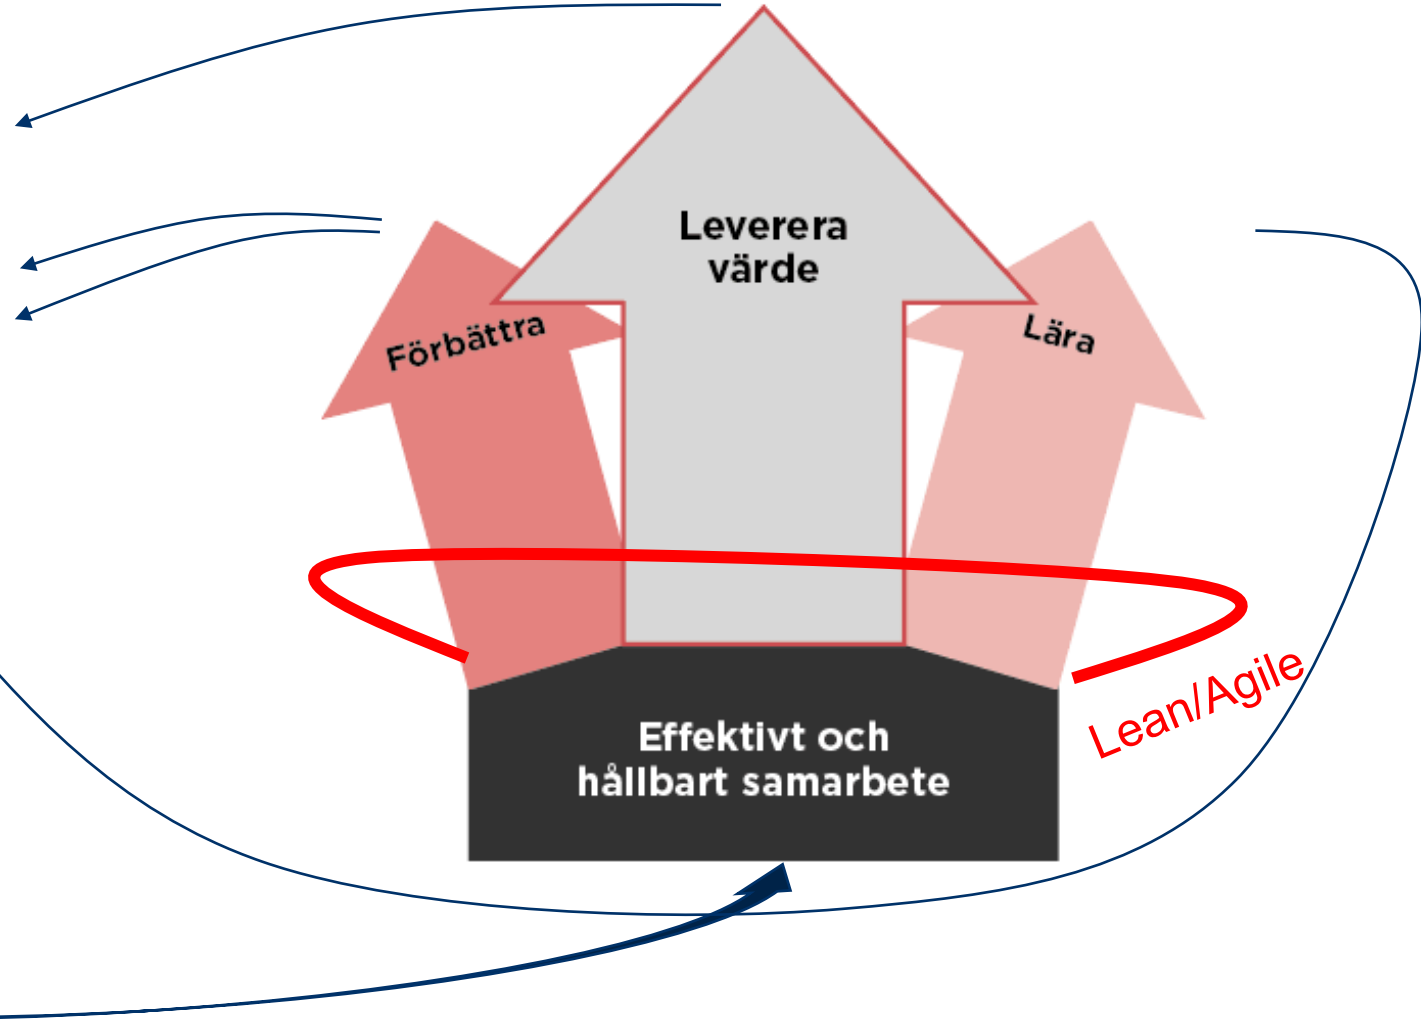 Leverera
värde
Förbättra
Lära
Lean/Agile
Effektivt och
hållbart samarbete